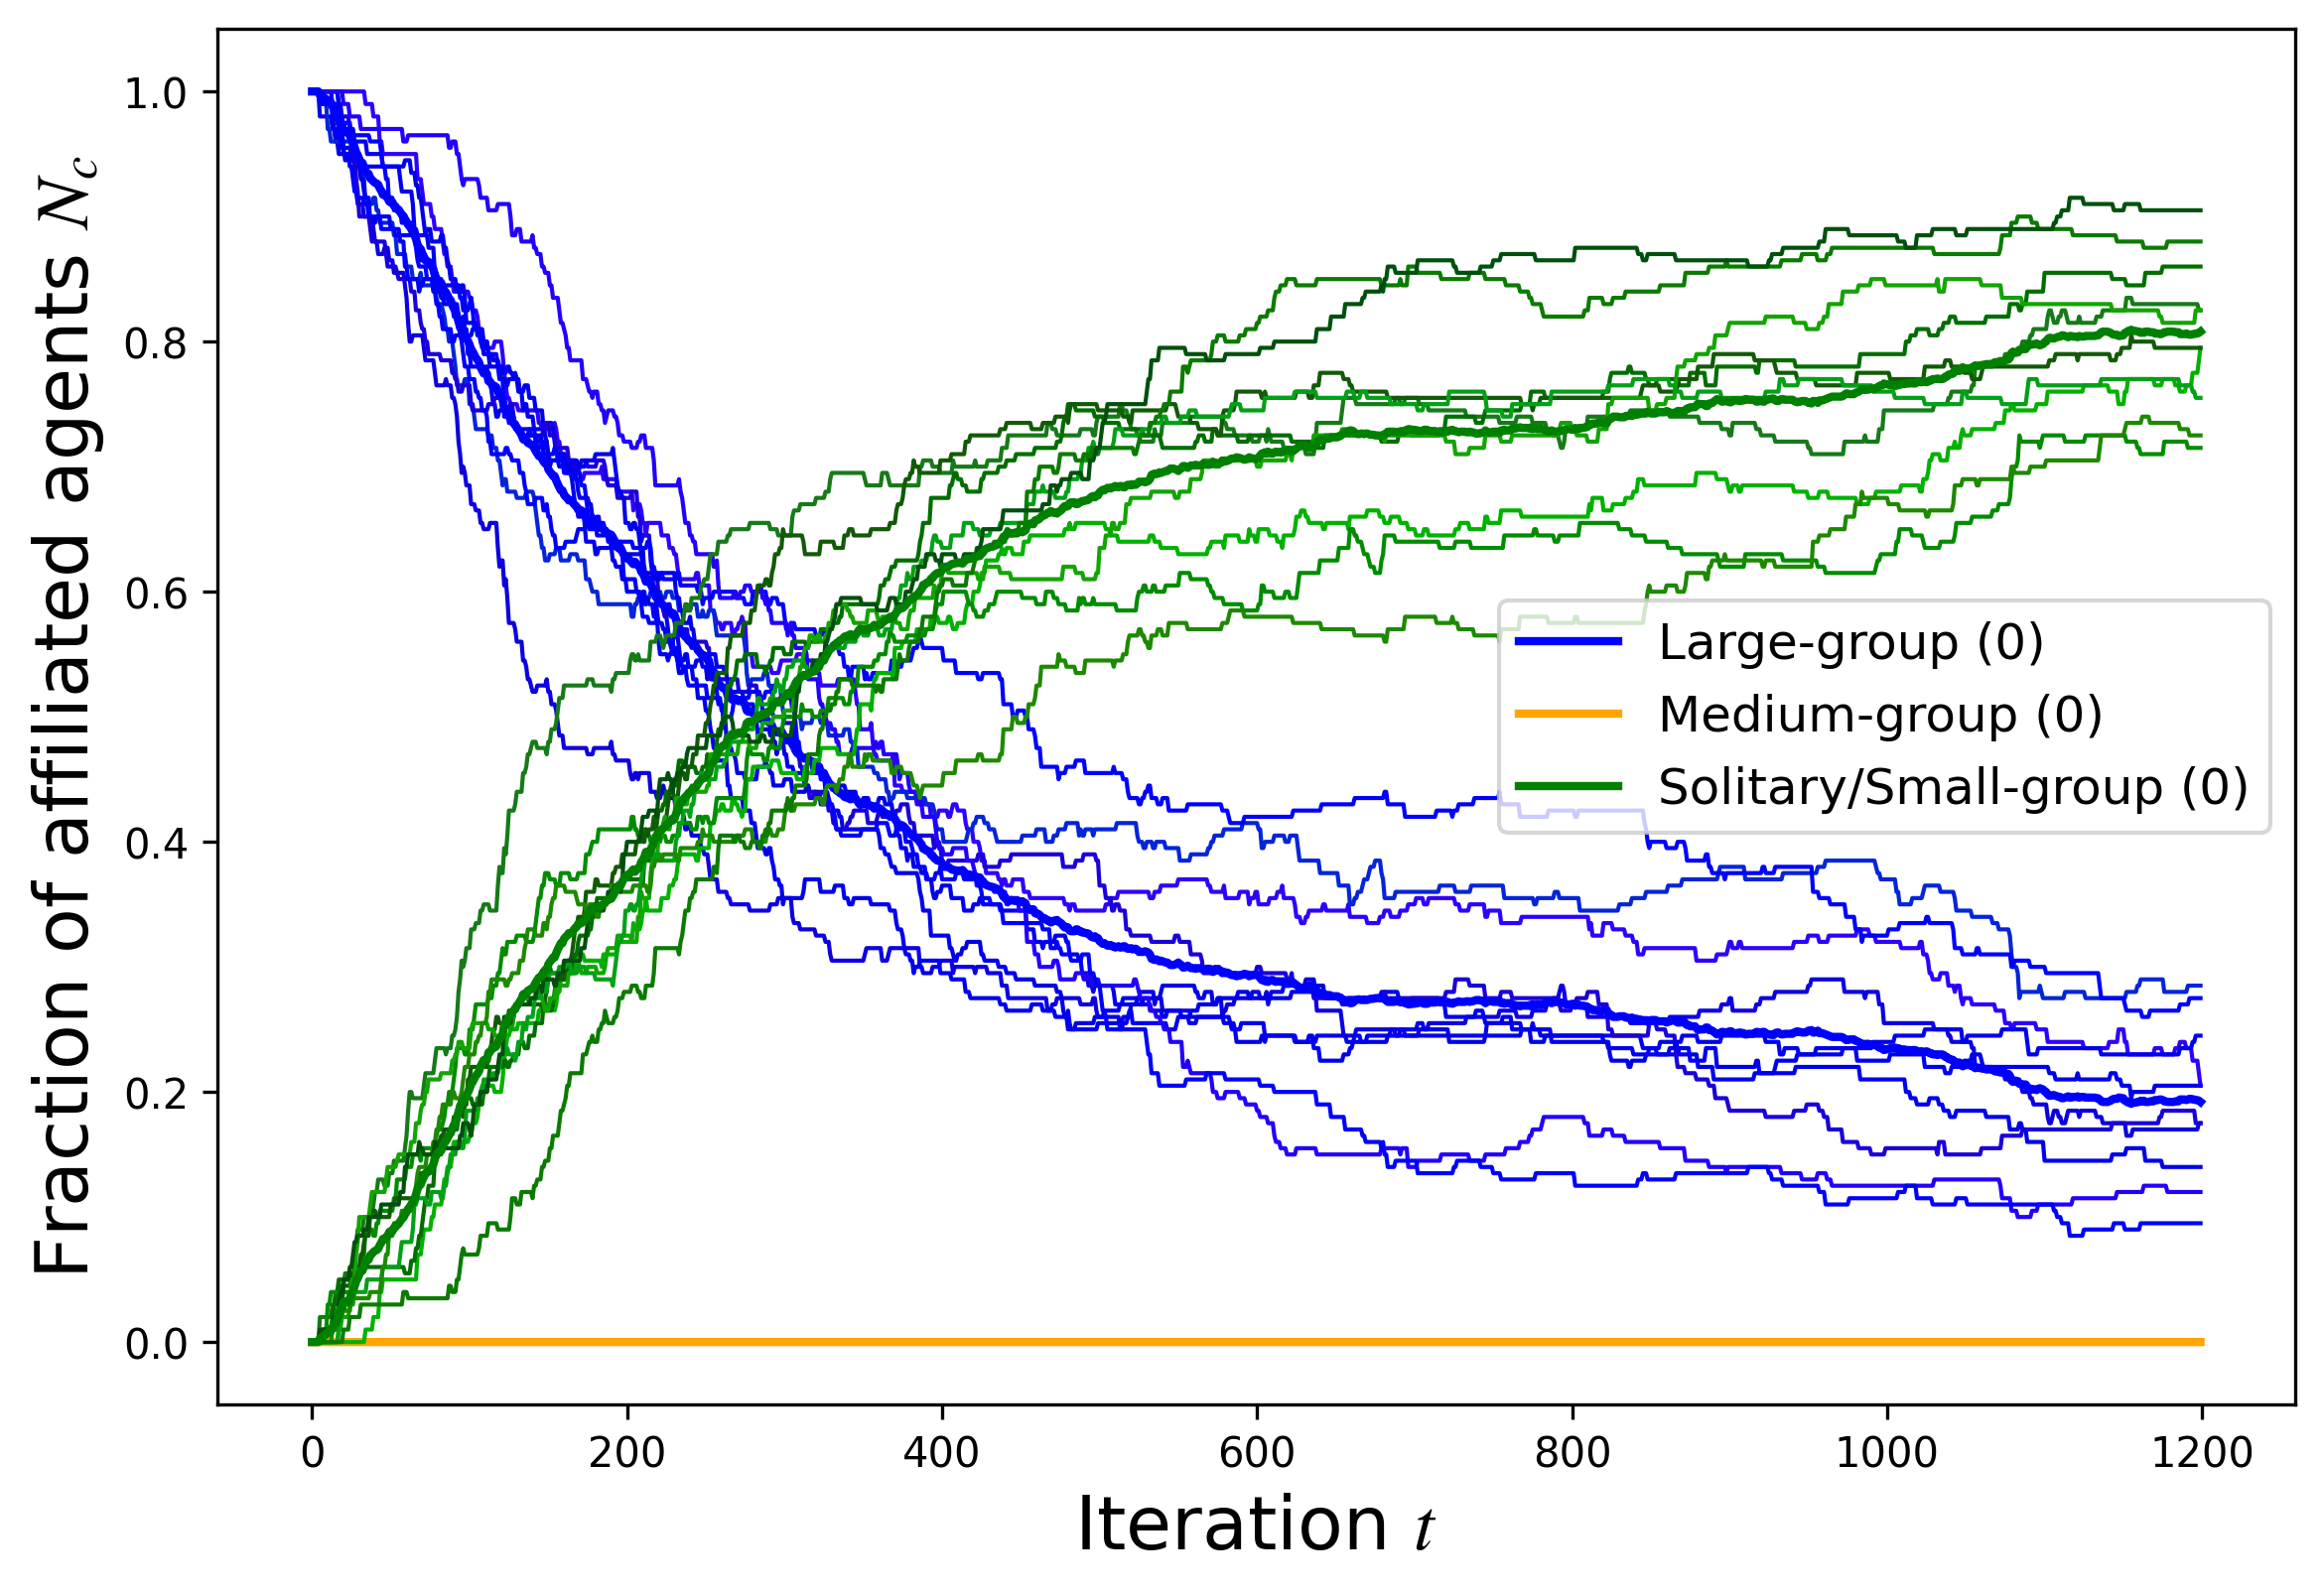 Fraction of affiliated agents N_c
1.0
0.8
0.6
0.4
0.2
0.0
Large-group (0)
Medium-group (0)
Solitary/Small-group (0)
0 200 400 600 800 1000 1200
Iteration t